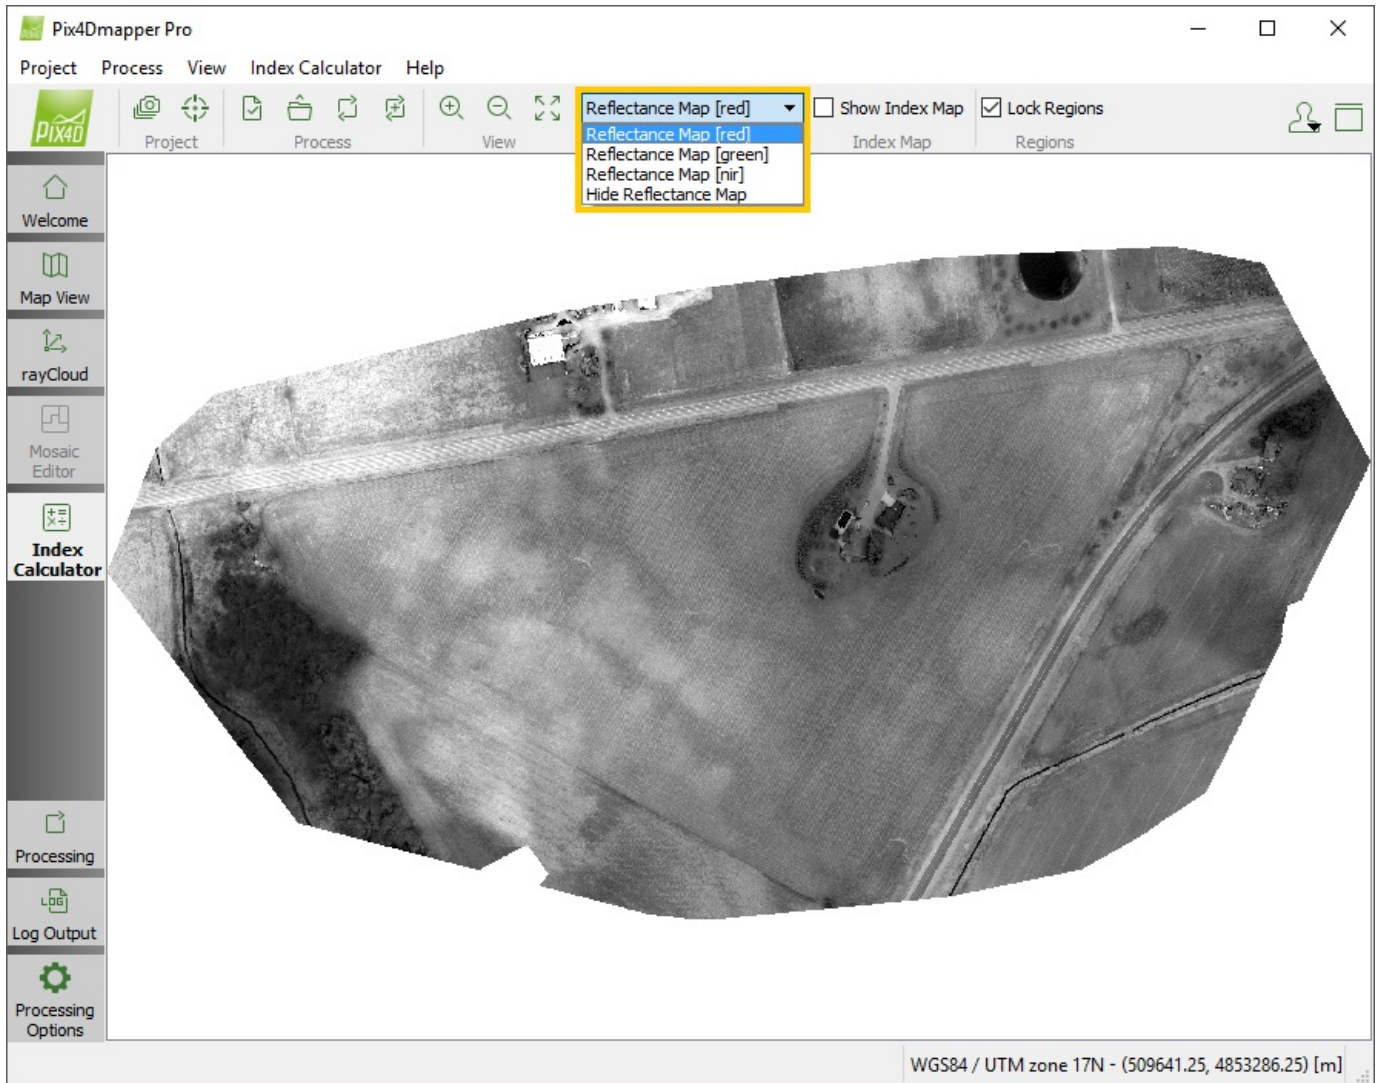 Pix4Dmapper Pro
Project Process View Index Calculator Help
PIX4D
Reflectance Map [red]
Show Index Map
Lock Regions
Project Process View Index Map Regions
Reflectance Map [red]
Reflectance Map [green]
Reflectance Map [nir]
Hide Reflectance Map
Welcome
Map View
rayCloud
Mosaic
Editor
Index
Calculator
Processing
LOG
Log Output
Processing
Options
WGS84 / UTM zone 17N - (509641.25, 4853286.25) [m]